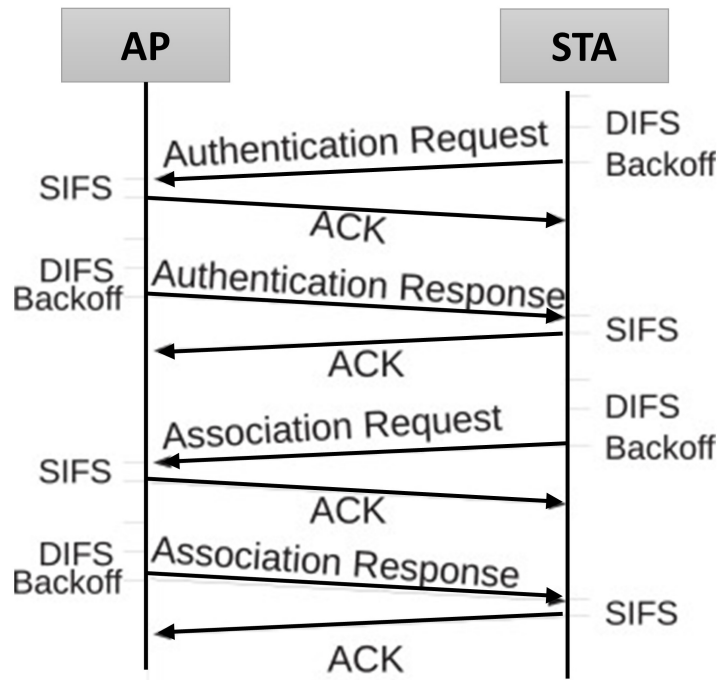 AP
STA
DIFS
Authentication Request
Backoff
SIFS
ACK
DIFS
Authentication Response
Backoff
SIFS
ACK
DIFS
Association Request
Backoff
SIFS
ACK
DIFS
Association Response
Backoff
SIFS
ACK